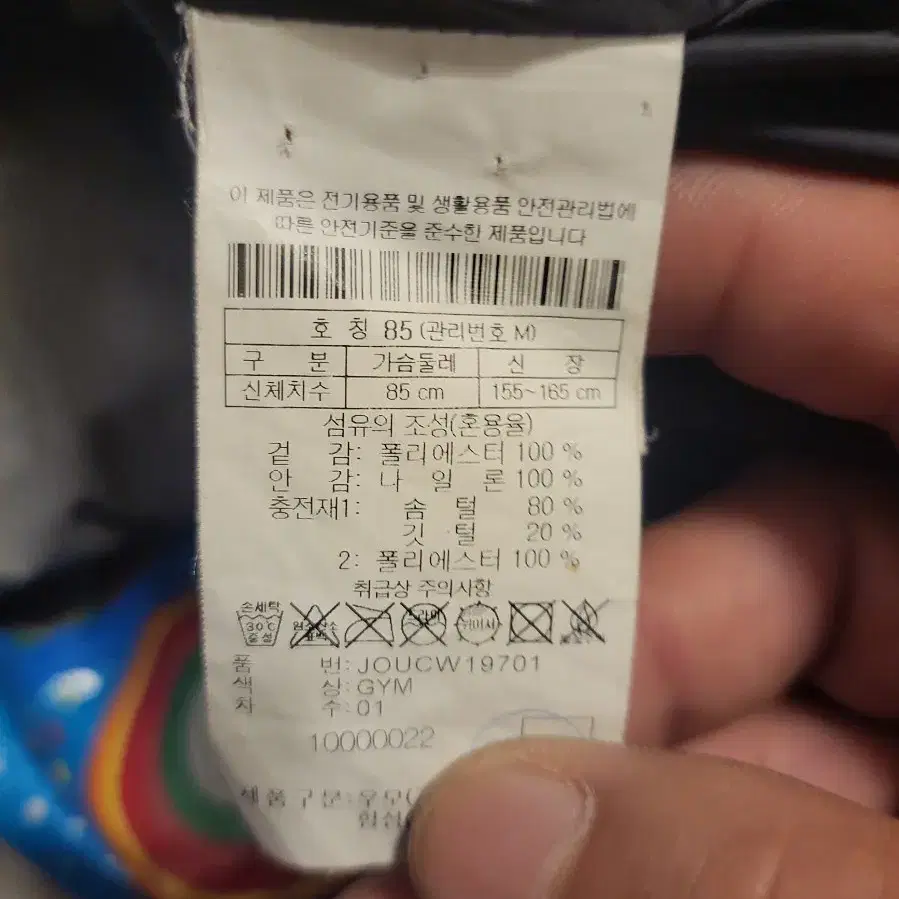 이 제품은 전기용품 및 생활용품 안전관리법에
따른 안전기준을 준수한 제품입니다
호 칭 85 (관리번호 M)
구 분 가슴둘레 신 장
신체치수 85 cm 155~165 cm
섬유의 조성(혼용율)
겉 감: 폴리에스터 100 %
안 감: 나 일 론 100 %
충전재1: 솜 털 80 %
깃 털 20 %
2: 폴리에스터 100 %
취급상 주의사항
손세탁
30℃
중성
품 번: JOUCW19701
색 상: GYM
차 수: 01
10000022
제품구분: 우모(